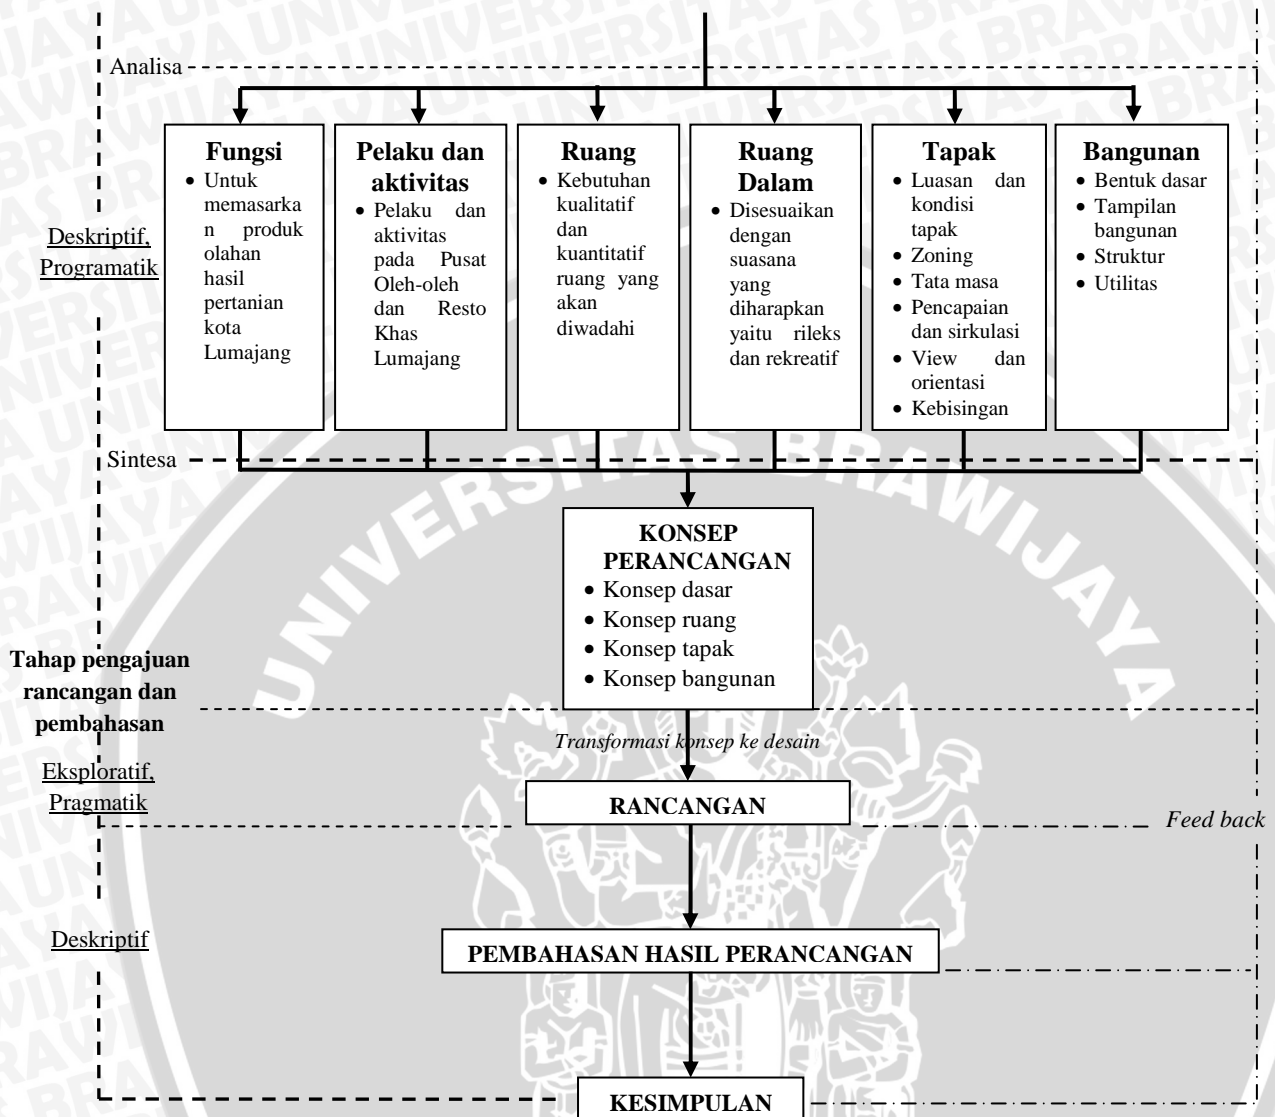 Analisa
Fungsi
• Untuk
memasarka
n produk
olahan
hasil
pertanian
kota
Lumajang
Pelaku dan
aktivitas
• Pelaku dan
aktivitas
pada Pusat
Oleh-oleh
dan Resto
Khas
Lumajang
Ruang
• Kebutuhan
kualitatif
dan
kuantitatif
ruang yang
akan
diwadahi
Ruang
Dalam
• Disesuaikan
dengan
suasana
yang
diharapkan
yaitu rileks
dan rekreatif
Tapak
• Luasan dan
kondisi
tapak
• Zoning
• Tata masa
• Pencapaian
dan sirkulasi
• View dan
orientasi
• Kebisingan
Bangunan
• Bentuk dasar
• Tampilan
bangunan
• Struktur
• Utilitas
Deskriptif,
Programatik
Sintesa
KONSEP
PERANCANGAN
• Konsep dasar
• Konsep ruang
• Konsep tapak
• Konsep bangunan
Tahap pengajuan
rancangan dan
pembahasan
Transformasi konsep ke desain
Eksploratif,
Pragmatik
RANCANGAN
Feed back
Deskriptif
PEMBAHASAN HASIL PERANCANGAN
KESIMPULAN
UNIVERSITAS BRAWIJAYA